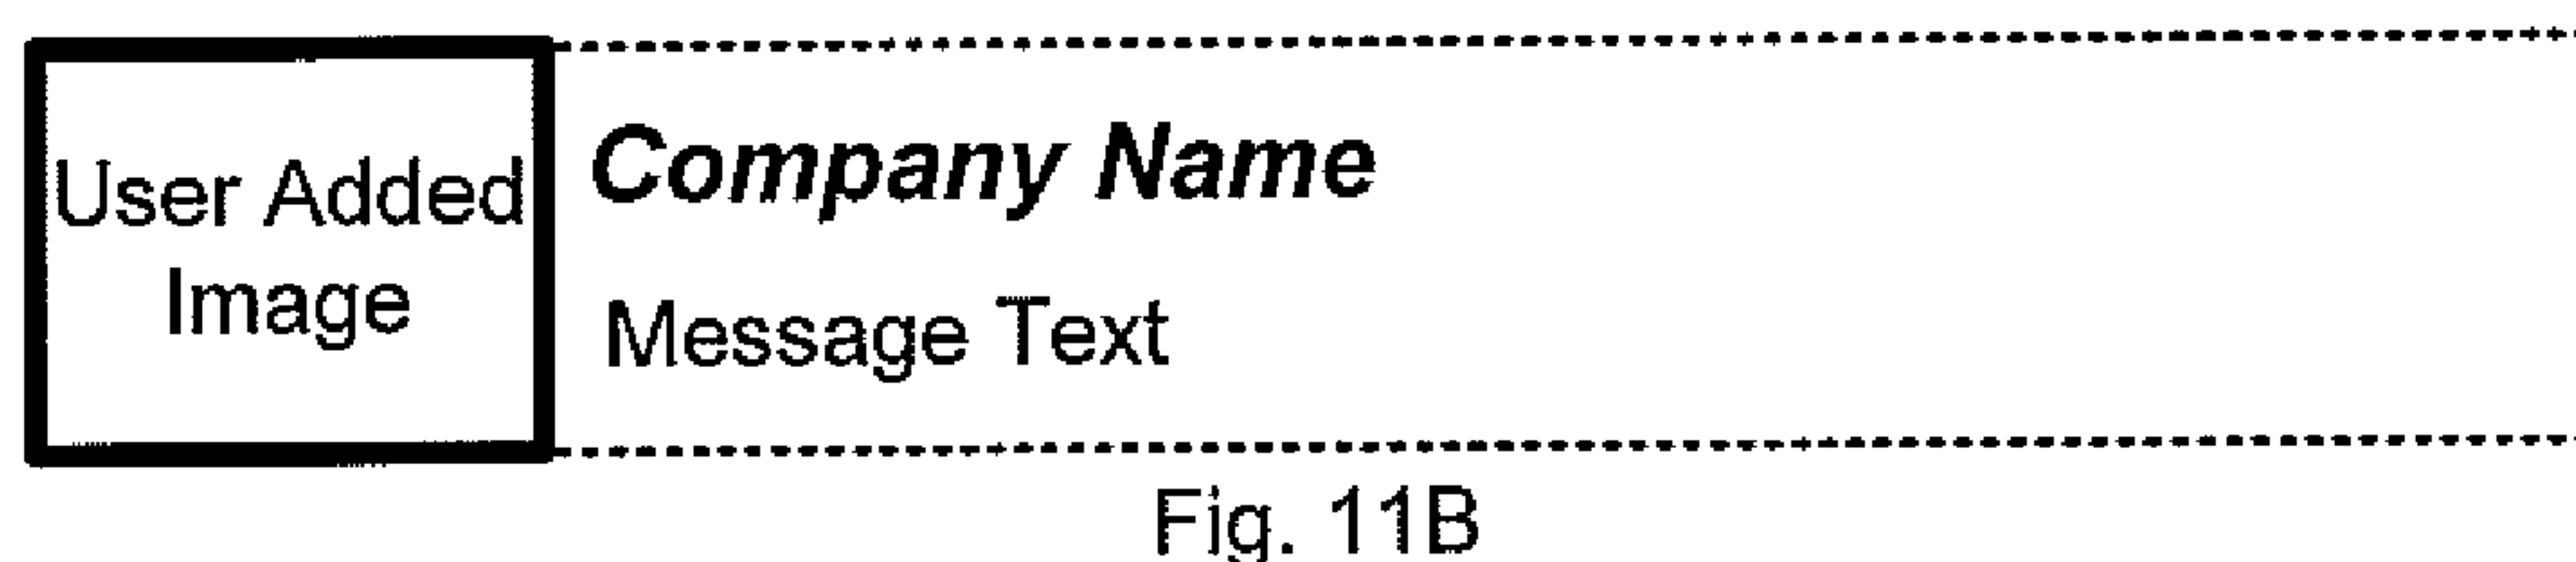 User Added
Image
Company Name
Message Text
Fig. 11B